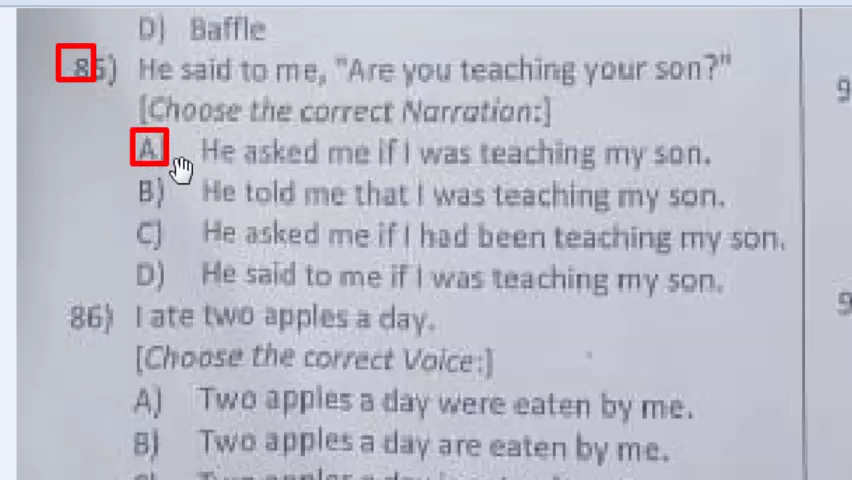 D) Baffle
85) He said to me, "Are you teaching your son?"
[Choose the correct Narration:]
A He asked me if I was teaching my son.
B) He told me that I was teaching my son.
C) He asked me if I had been teaching my son.
D) He said to me if I was teaching my son.
86) I ate two apples a day.
[Choose the correct Voice:]
A) Two apples a day were eaten by me.
B) Two apples a day are eaten by me.
9
9